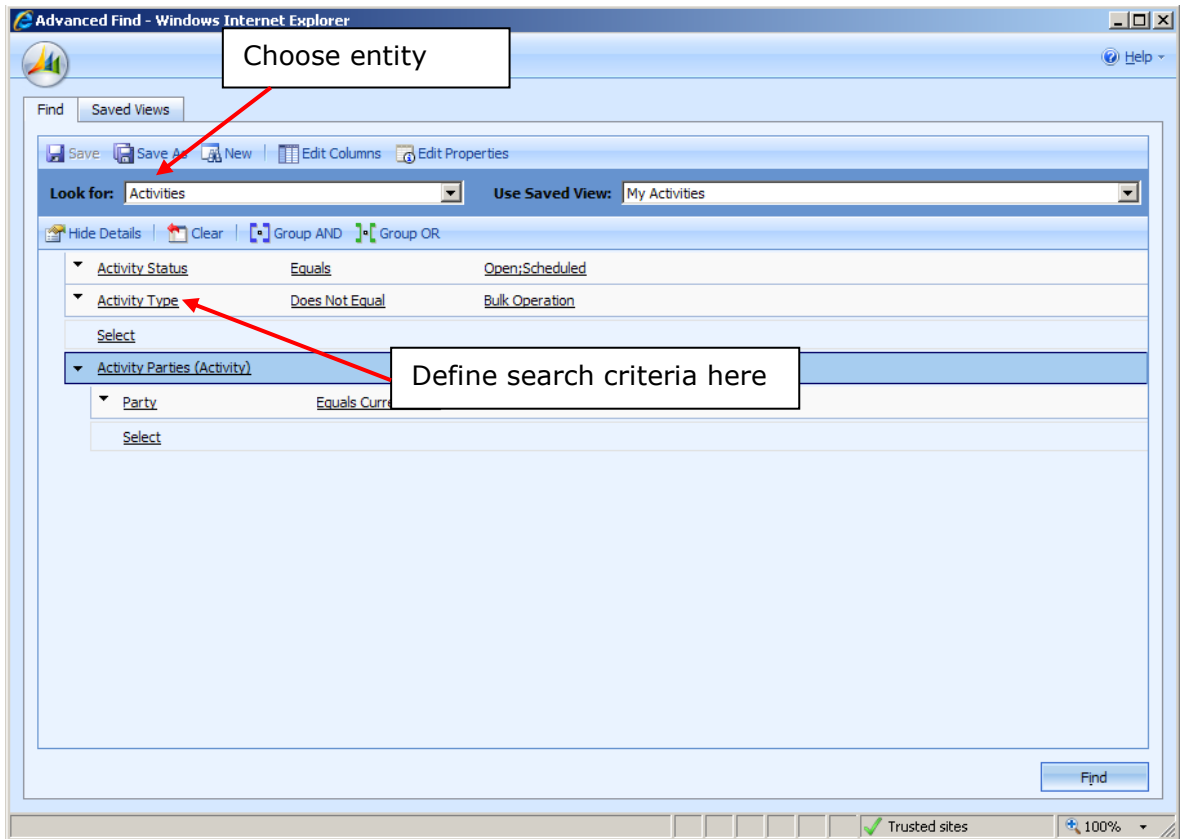 Advanced Find - Windows Internet Explorer
Choose entity
Help
Find Saved Views
Save Save As New Edit Columns Edit Properties
Look for: Activities Use Saved View: My Activities
Hide Details Clear Group AND Group OR
Activity Status Equals Open;Scheduled
Activity Type Does Not Equal Bulk Operation
Select
Activity Parties (Activity)
Define search criteria here
Party Equals
Select
Find
Trusted sites 100%